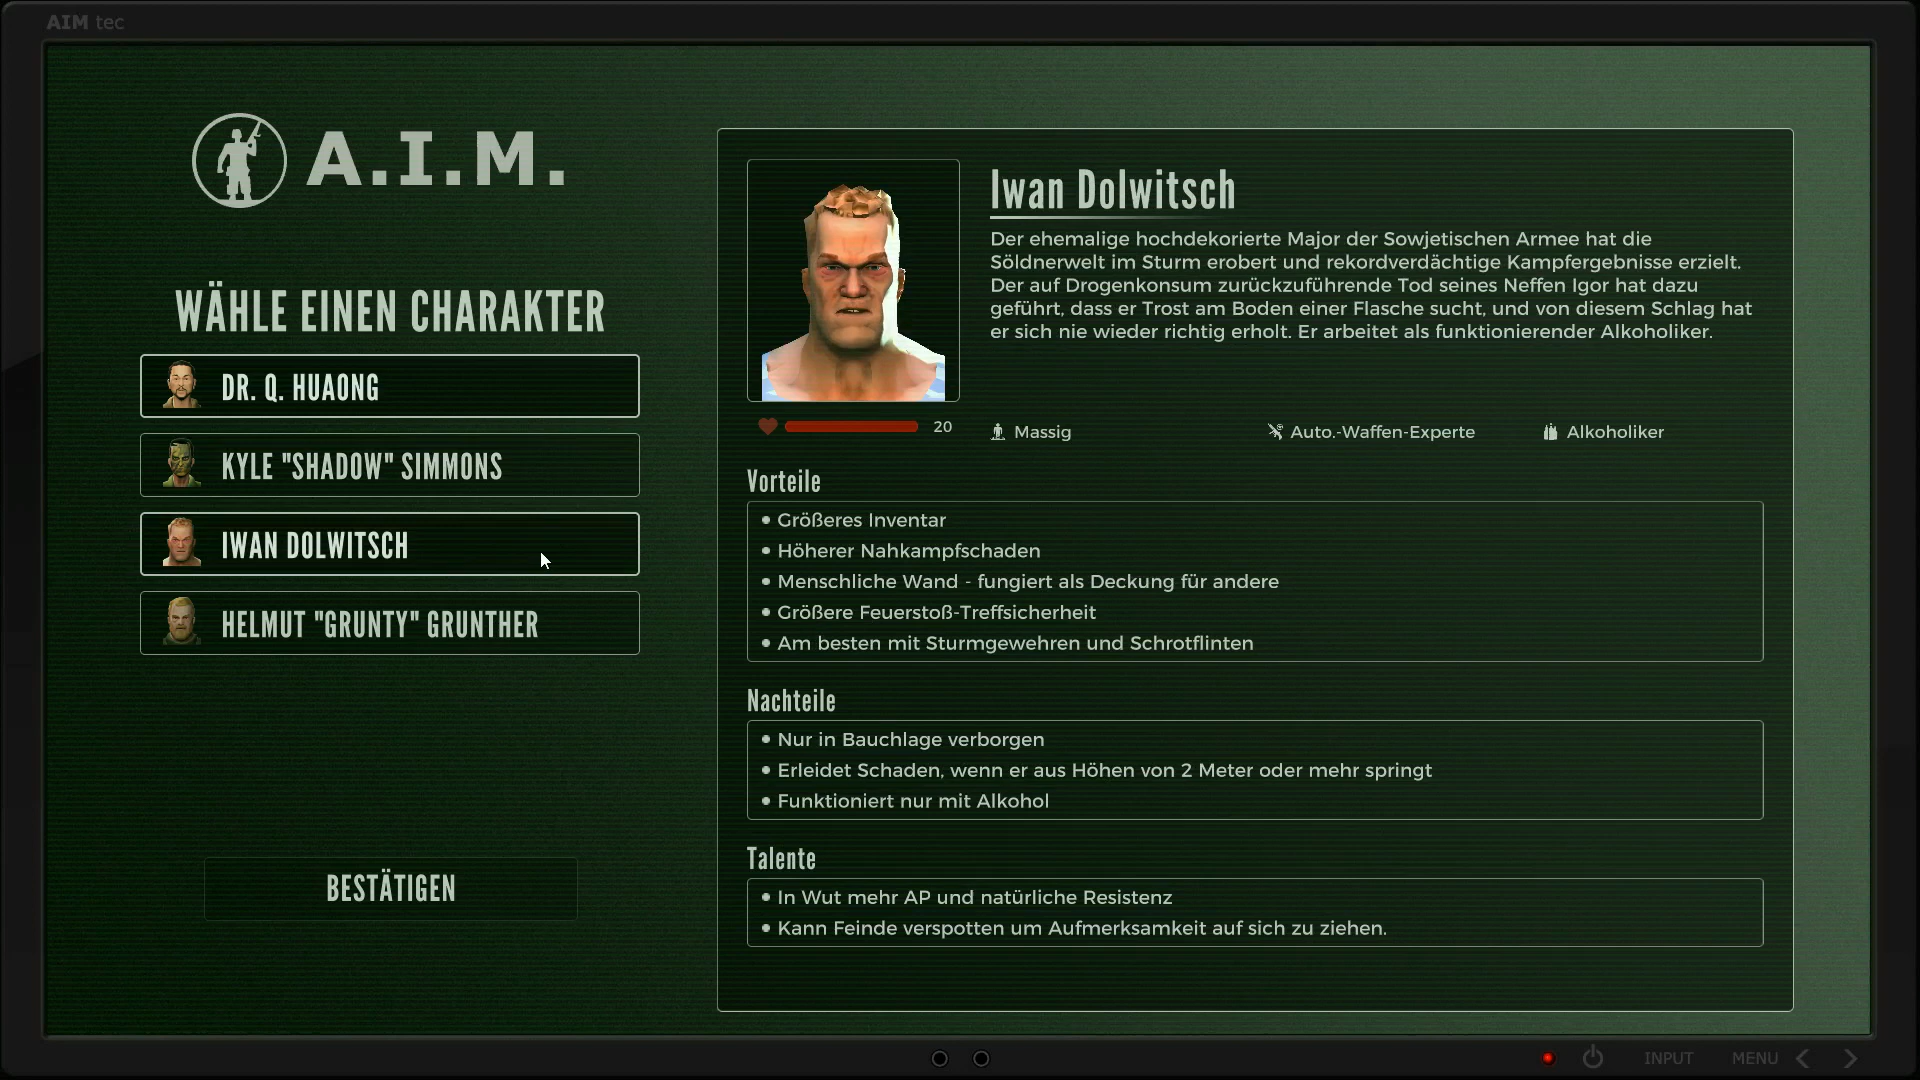 AIM tec
A.I.M.
WÄHLE EINEN CHARAKTER
DR. Q. HUAONG
KYLE "SHADOW" SIMMONS
IWAN DOLWITSCH
HELMUT "GRUNTY" GRUNTHER
BESTÄTIGEN
Iwan Dolwitsch
Der ehemalige hochdekorierte Major der Sowjetischen Armee hat die
Söldnerwelt im Sturm erobert und rekordverdächtige Kampfergebnisse erzielt.
Der auf Drogenkonsum zurückzuführende Tod seines Neffen Igor hat dazu
geführt, dass er Trost am Boden einer Flasche sucht, und von diesem Schlag hat
er sich nie wieder richtig erholt. Er arbeitet als funktionierender Alkoholiker.
20
Massig
Auto.-Waffen-Experte
Alkoholiker
Vorteile
• Größeres Inventar
• Höherer Nahkampfschaden
• Menschliche Wand - fungiert als Deckung für andere
• Größere Feuerstoß-Treffsicherheit
• Am besten mit Sturmgewehren und Schrotflinten
Nachteile
• Nur in Bauchlage verborgen
• Erleidet Schaden, wenn er aus Höhen von 2 Meter oder mehr springt
• Funktioniert nur mit Alkohol
Talente
• In Wut mehr AP und natürliche Resistenz
• Kann Feinde verspotten um Aufmerksamkeit auf sich zu ziehen.
INPUT
MENU